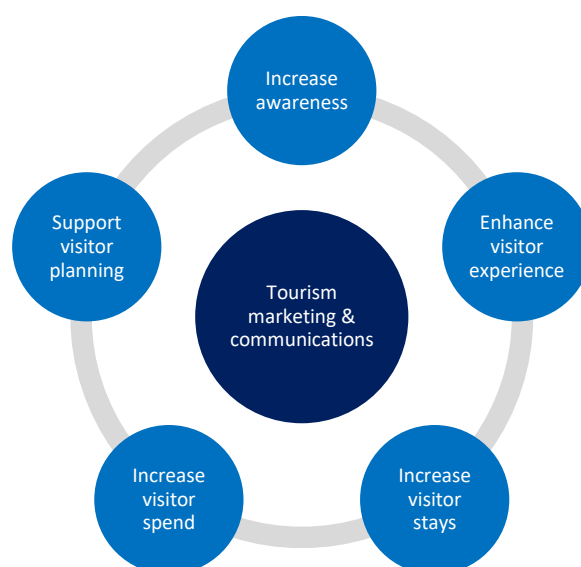 Increase
awareness
Support
visitor
planning
Enhance
visitor
experience
Tourism
marketing &
communications
Increase
visitor
spend
Increase
visitor
stays